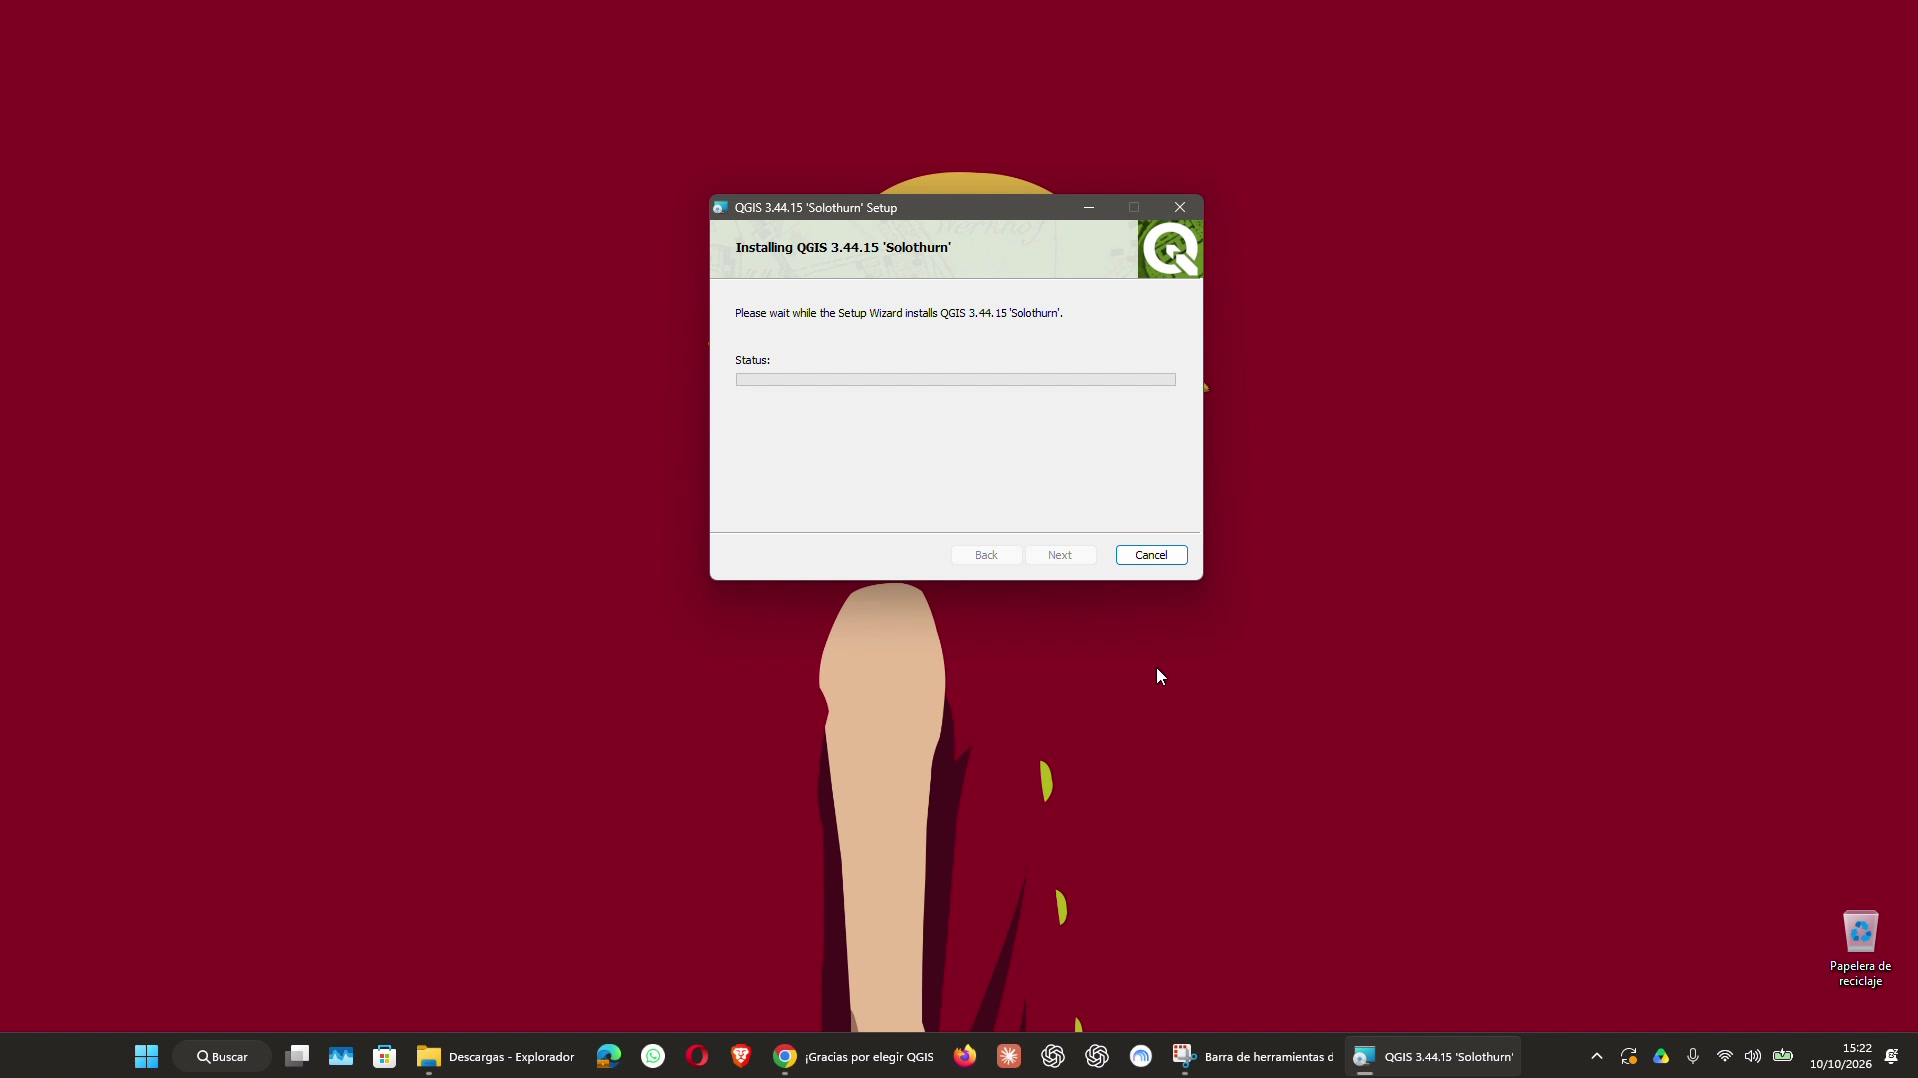 QGIS 3.44.15 'Solothurn' Setup
Installing QGIS 3.44.15 'Solothurn'
Please wait while the Setup Wizard installs QGIS 3.44.15 'Solothurn'.
Status:
Back
Next
Cancel
Papelera de
reciclaje
Buscar
Descargas - Explorador
¡Gracias por elegir QGIS
Barra de herramientas d
QGIS 3.44.15 'Solothurn'
15:22
10/10/2026